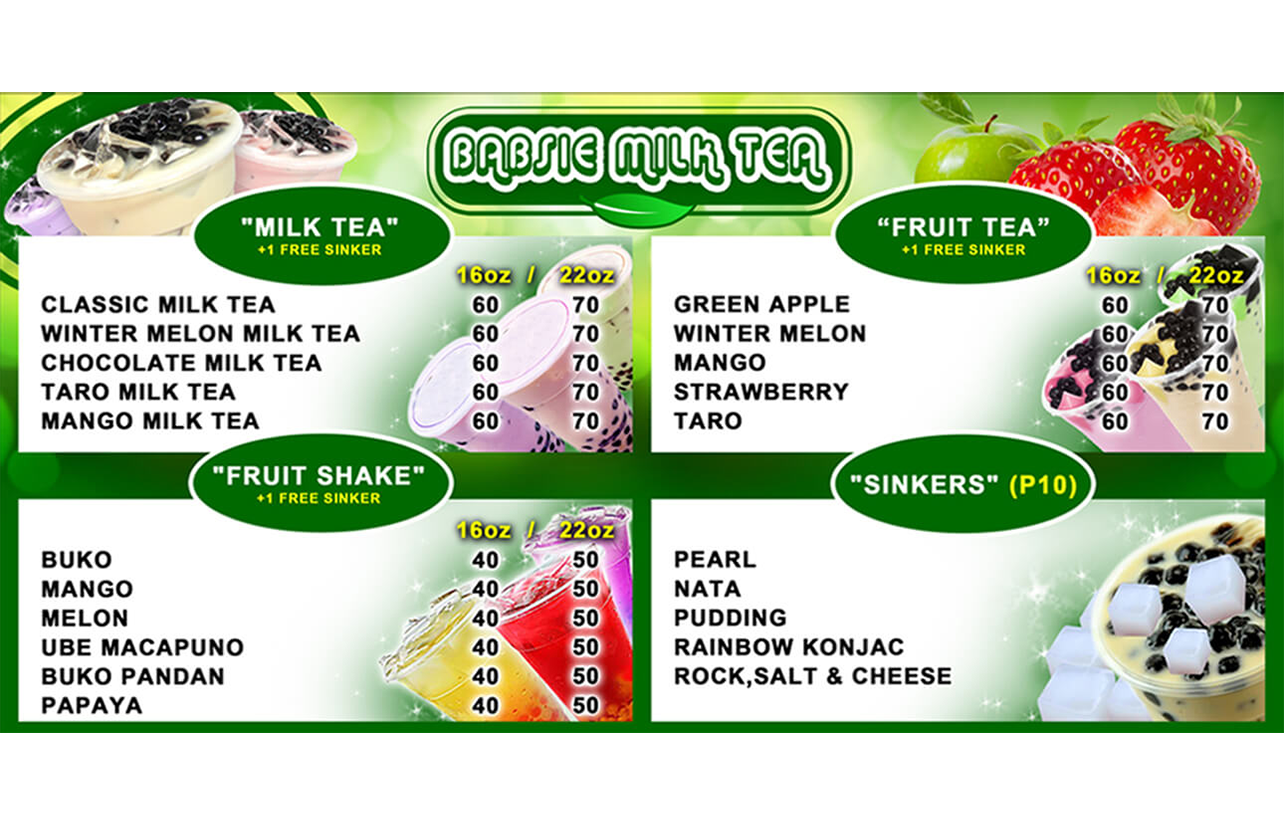 BABSIE MILK TEA
"MILK TEA"
+1 FREE SINKER
16oz / 22oz
CLASSIC MILK TEA 60 70
WINTER MELON MILK TEA 60 70
CHOCOLATE MILK TEA 60 70
TARO MILK TEA 60 70
MANGO MILK TEA 60 70
“FRUIT TEA”
+1 FREE SINKER
16oz / 22oz
GREEN APPLE 60 70
WINTER MELON 60 70
MANGO 60 70
STRAWBERRY 60 70
TARO 60 70
"FRUIT SHAKE"
+1 FREE SINKER
16oz / 22oz
BUKO 40 50
MANGO 40 50
MELON 40 50
UBE MACAPUNO 40 50
BUKO PANDAN 40 50
PAPAYA 40 50
"SINKERS" (P10)
PEARL
NATA
PUDDING
RAINBOW KONJAC
ROCK,SALT & CHEESE